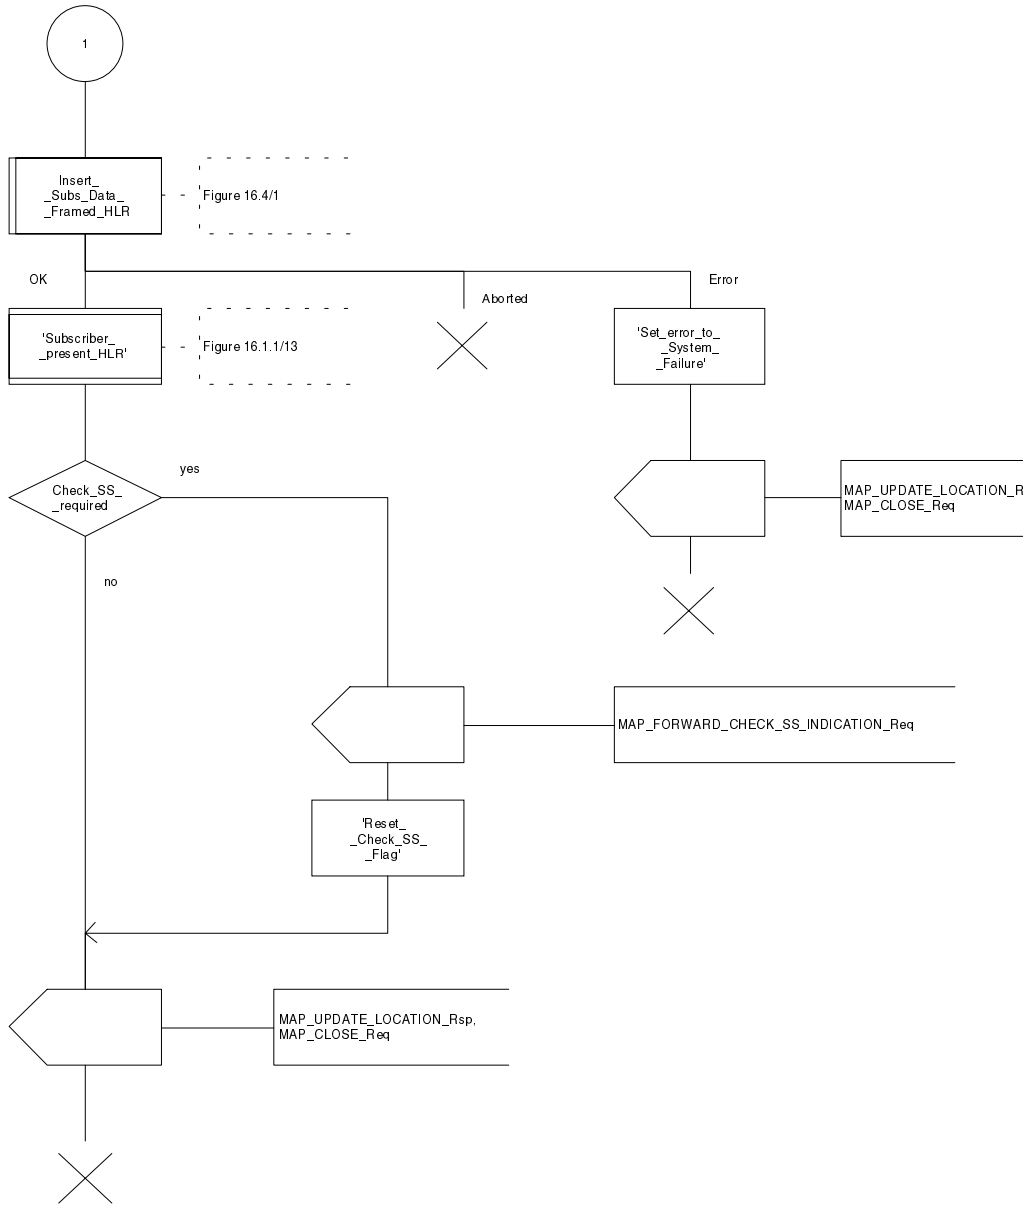 1
Insert_
_Subs_Data_
_Framed_HLR
Figure 16.4/1
OK
Aborted
Error
'Subscriber_
_present_HLR'
Figure 16.1.1/13
'Set_error_to_
_System_
_Failure'
yes
Check_SS_
_required
MAP_UPDATE_LOCATION_R
MAP_CLOSE_Req
no
MAP_FORWARD_CHECK_SS_INDICATION_Req
'Reset_
_Check_SS_
_Flag'
MAP_UPDATE_LOCATION_Rsp,
MAP_CLOSE_Req